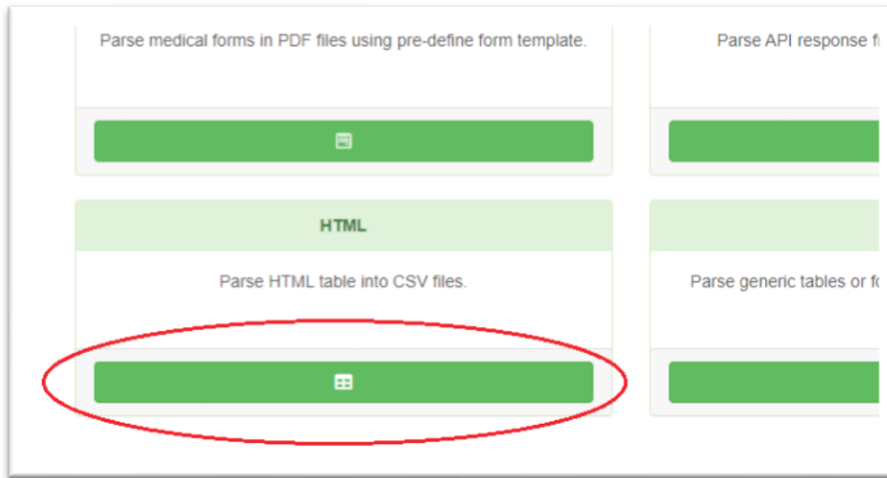 Parse medical forms in PDF files using pre-define form template.
Parse API response
HTML
Parse HTML table into CSV files.
Parse generic tables or